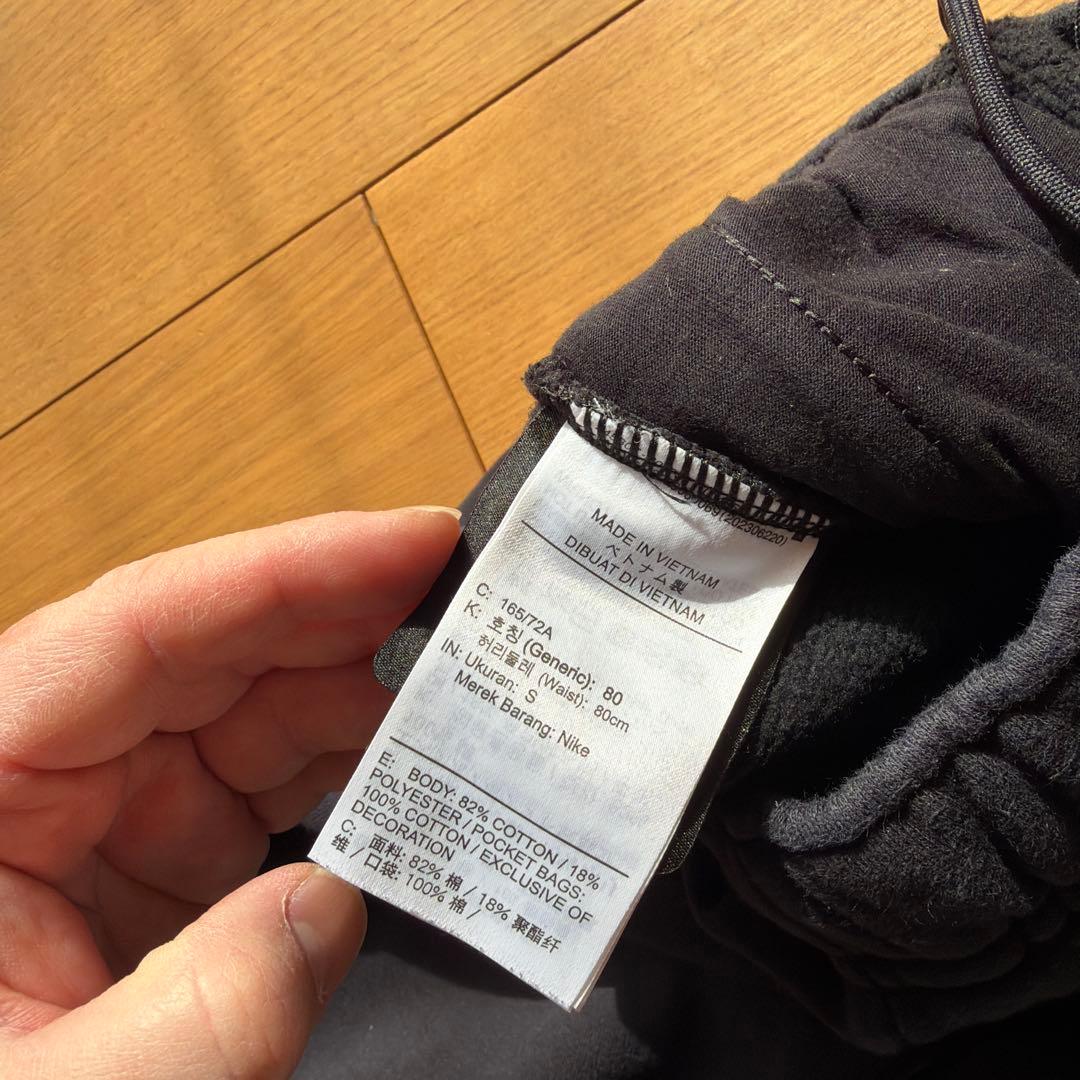 (202306220)
MADE IN VIETNAM
ベトナム製
DIBUAT DI VIETNAM
C: 165/72A
K: 호칭 (Generic): 80
허리둘레 (Waist): 80cm
IN: Ukuran: S
Merek Barang: Nike
E: BODY: 82% COTTON / 18%
POLYESTER / POCKET BAGS:
100% COTTON / EXCLUSIVE OF
DECORATION
C: 面料: 82% 棉 / 18% 聚酯纤
维 / 口袋: 100% 棉 /